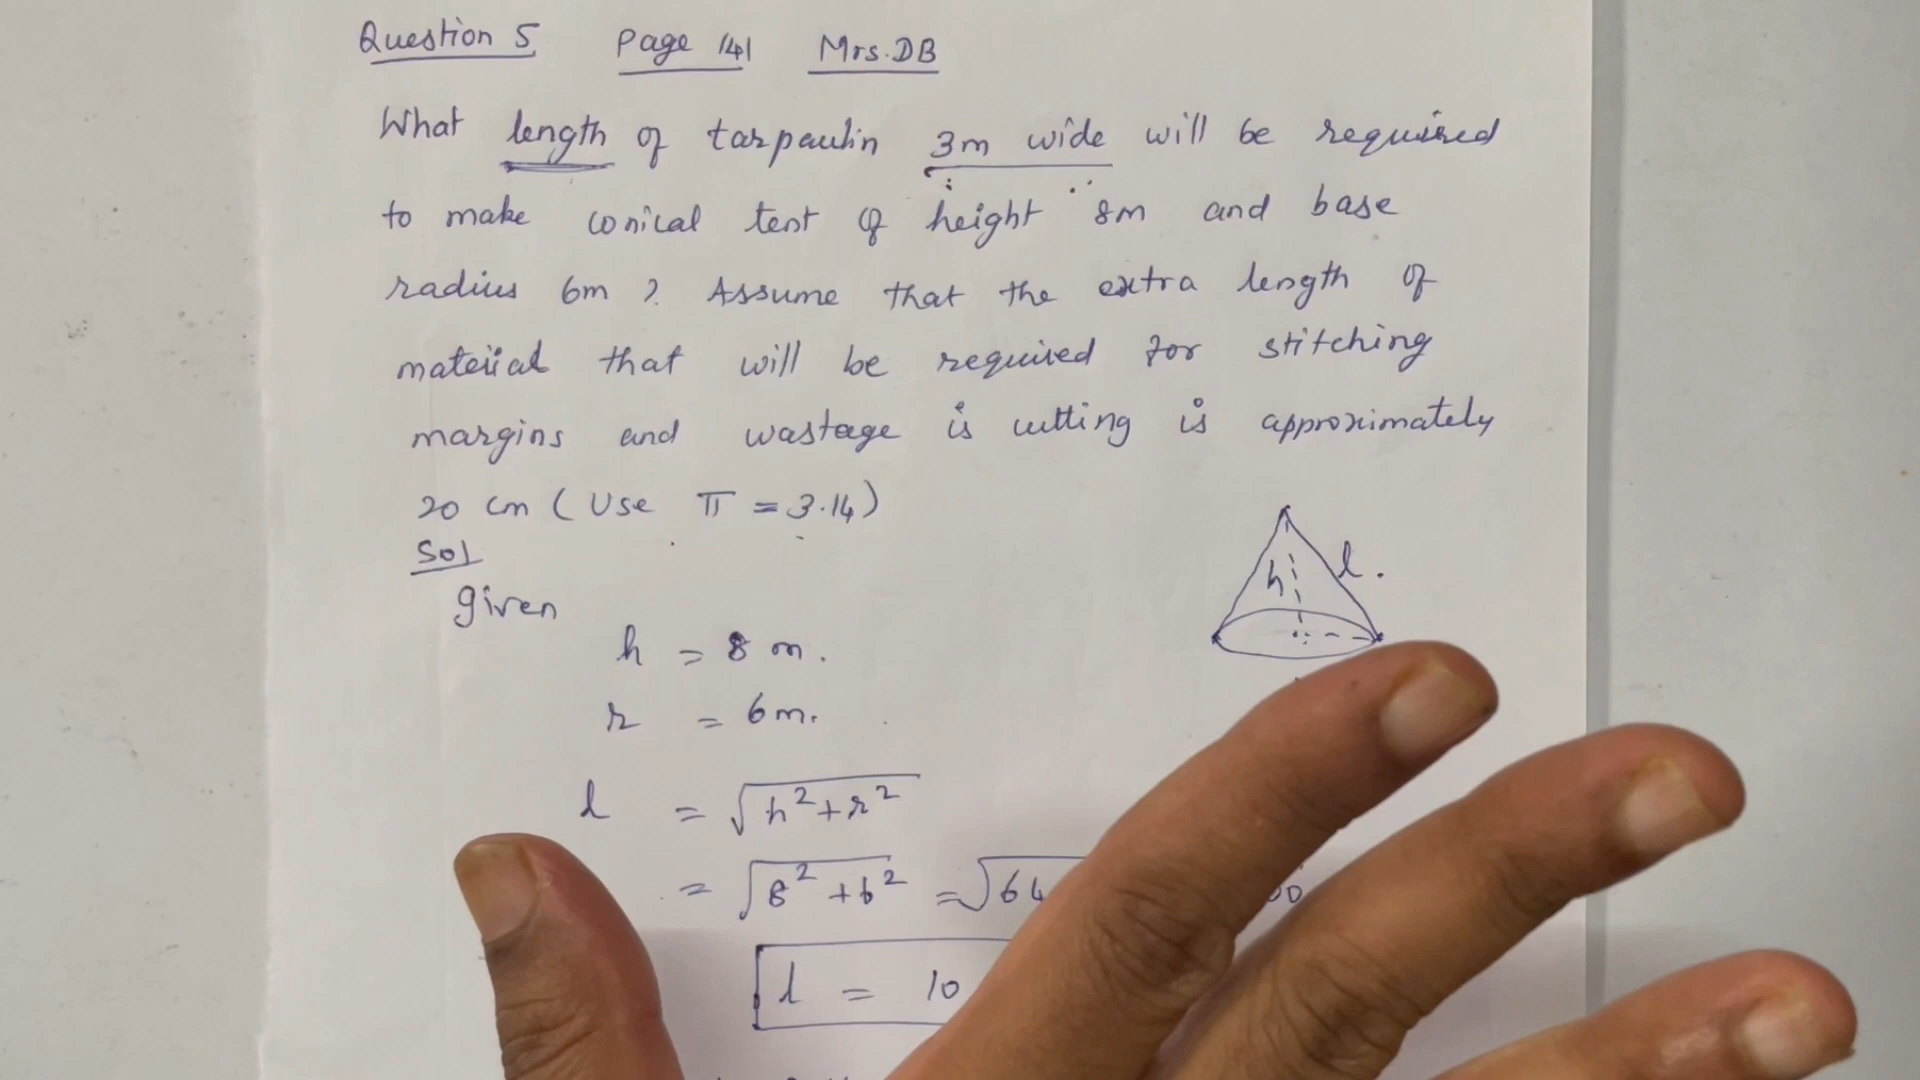 Question 5 Page 141 Mrs.DB
What length of tarpaulin 3m wide will be required
to make conical tent of height 8m and base
radius 6m ? Assume that the extra length of
material that will be required for stitching
margins and wastage is cutting is approximately
20 cm (Use π = 3.14)
Sol
given
h l.
h = 8 m.
r = 6m.
l = √h²+r²
= √8²+6² = √64 00
l = 10